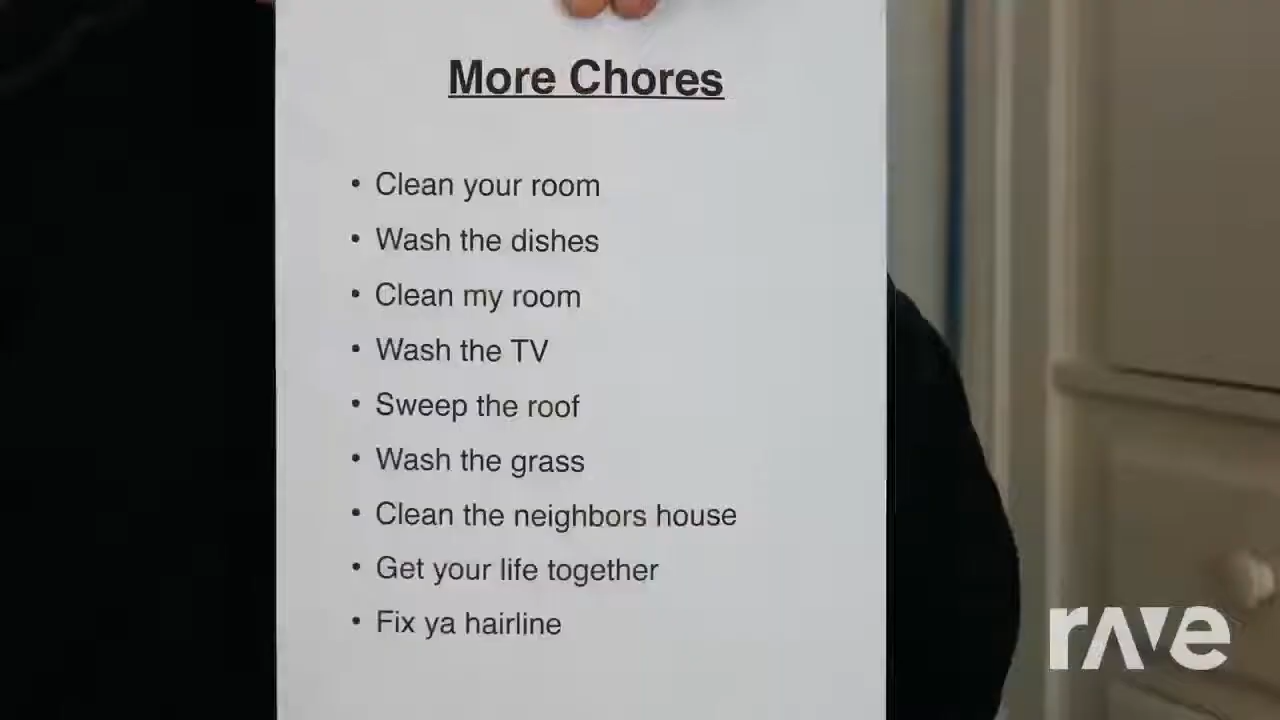 More Chores
• Clean your room
• Wash the dishes
• Clean my room
• Wash the TV
• Sweep the roof
• Wash the grass
• Clean the neighbors house
• Get your life together
• Fix ya hairline
rave